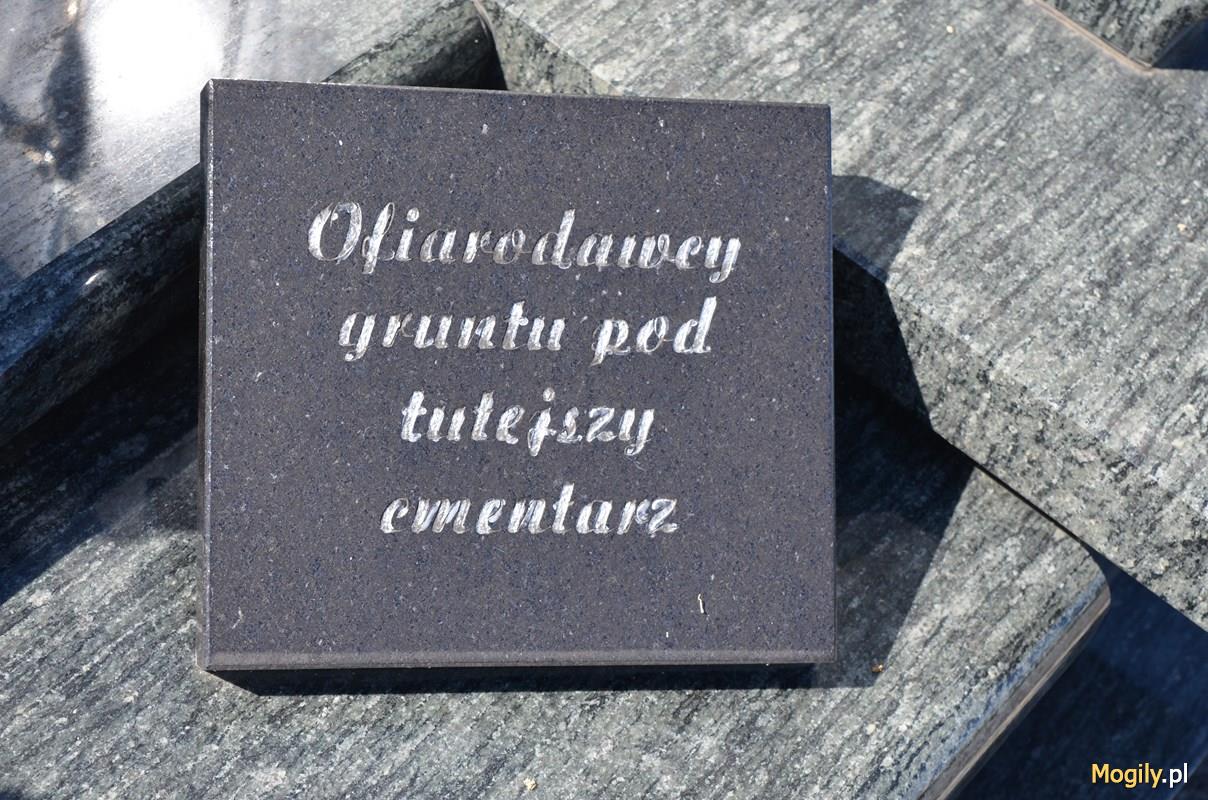 Ofiarodawcy
gruntu pod
tutejszy
cmentarz
Mogily.pl